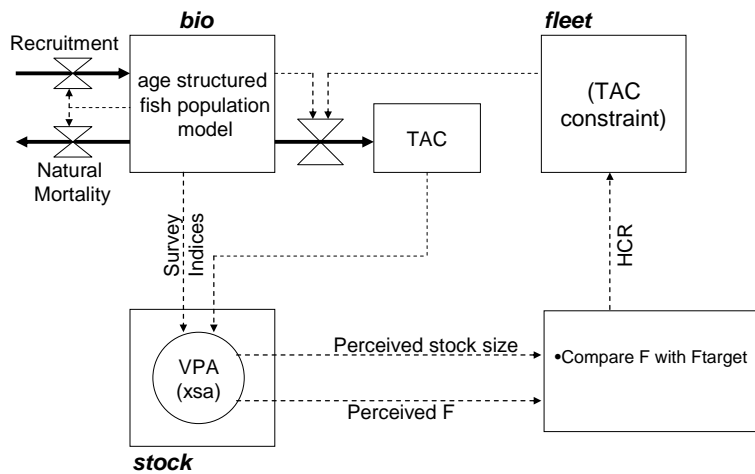 bio
fleet
Recruitment
age structured
fish population
model
(TAC
constraint)
TAC
Natural
Mortality
Survey
Indices
HCR
VPA
(xsa)
Perceived stock size
•Compare F with Ftarget
Perceived F
stock